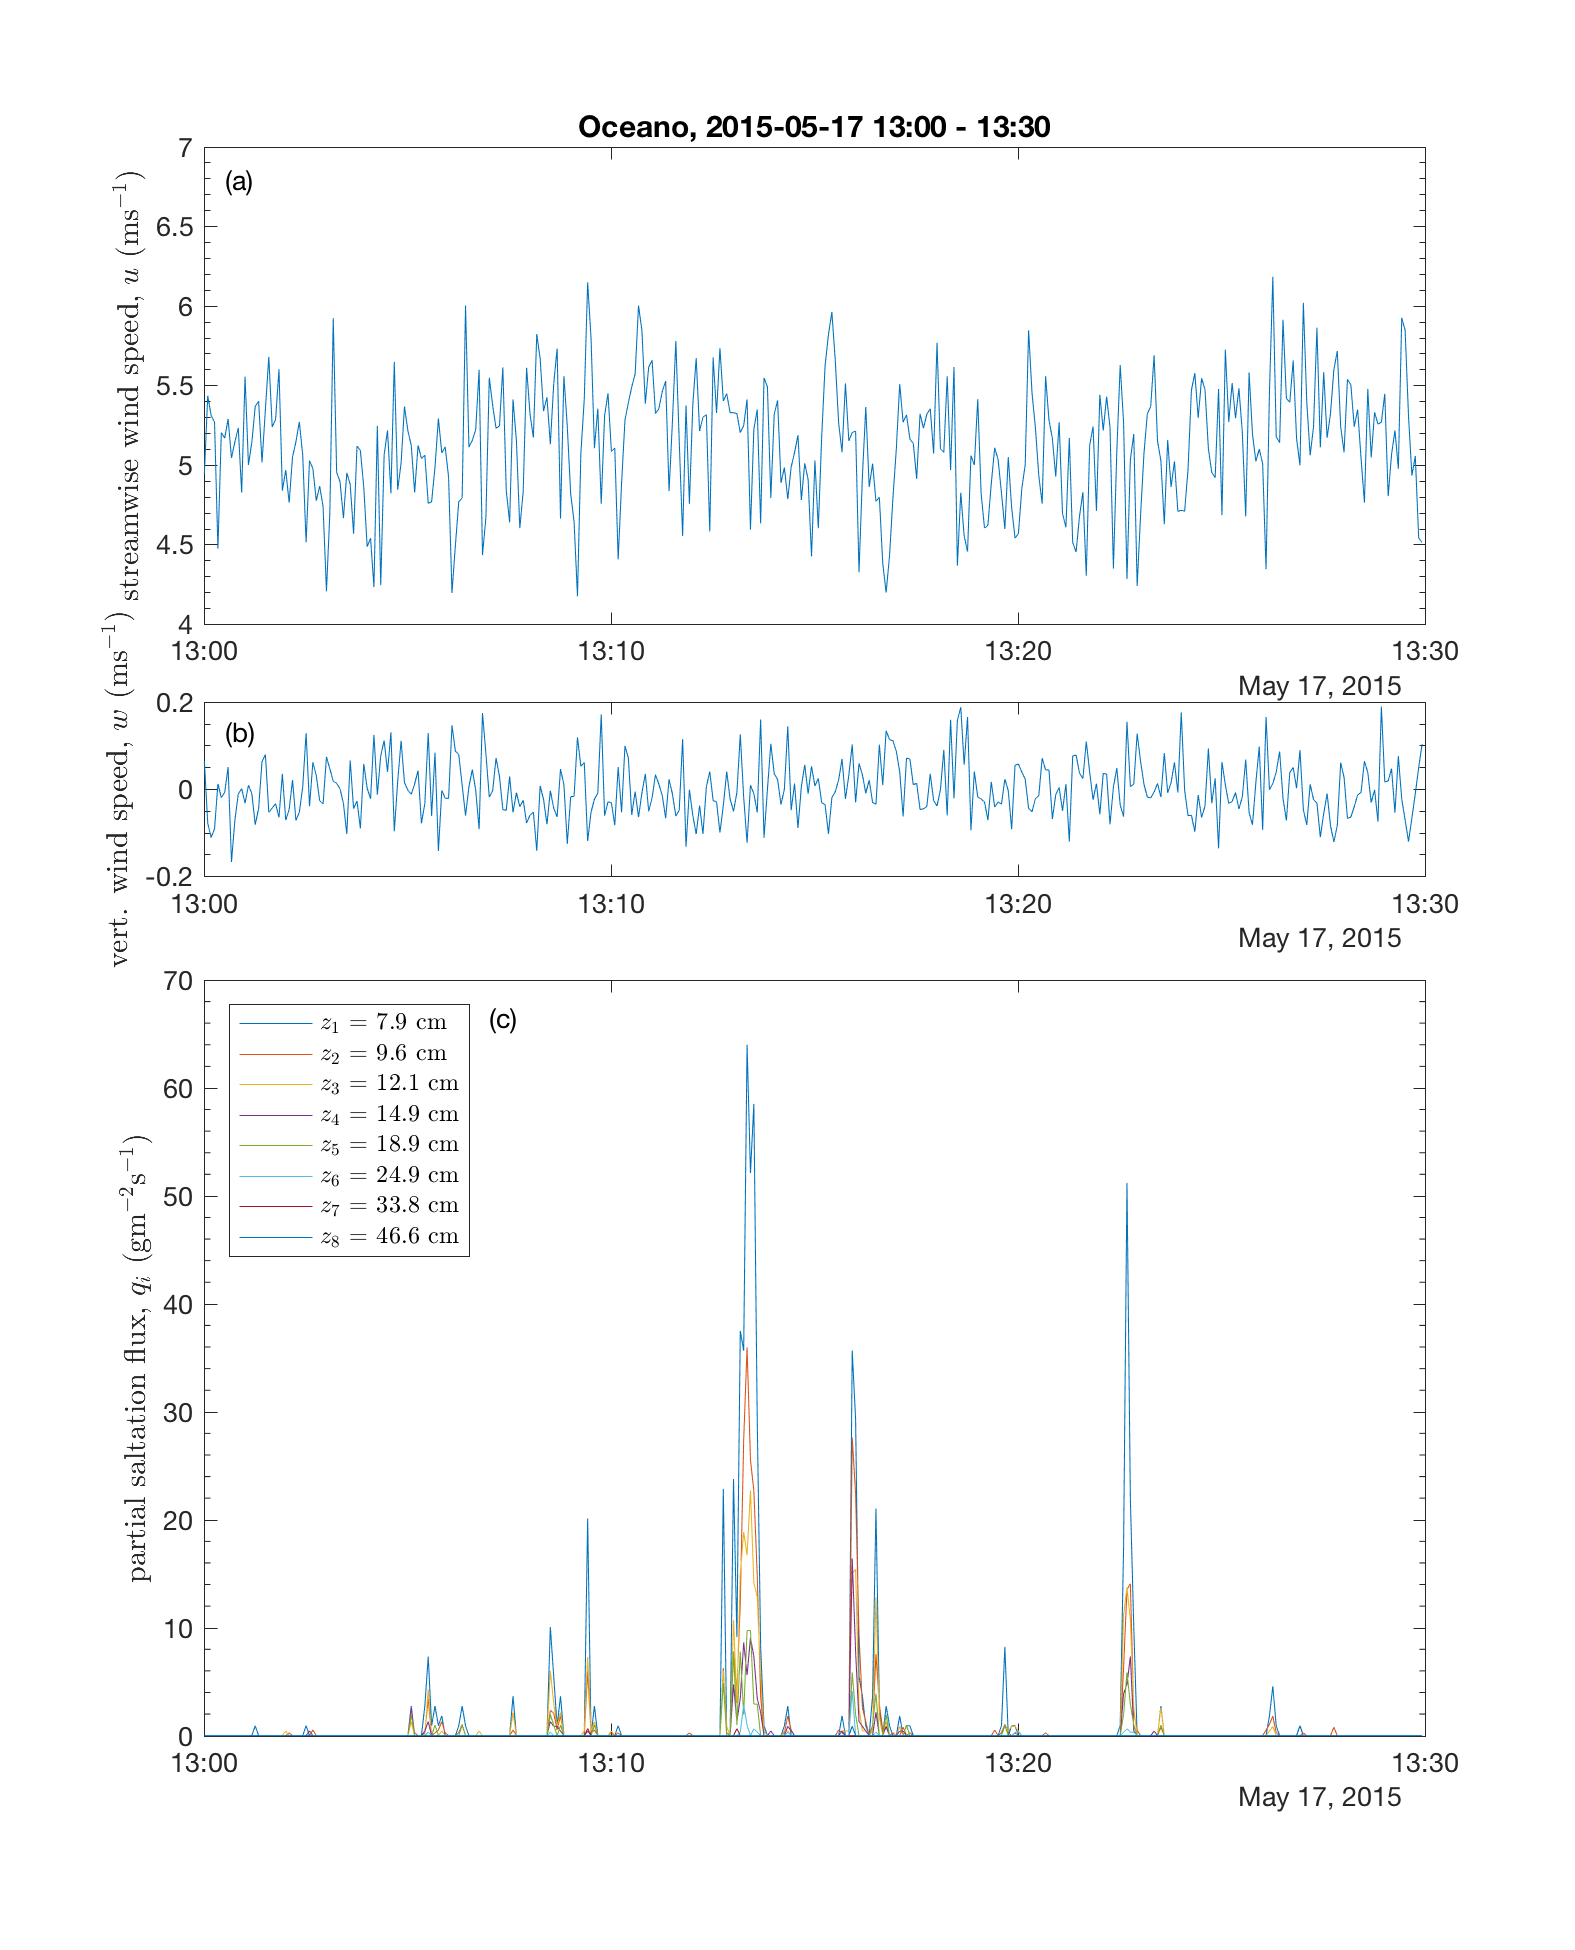 Oceano, 2015-05-17 13:00 - 13:30
(a)
streamwise wind speed, u (ms⁻¹)
7
6.5
6
5.5
5
4.5
4
13:00 13:10 13:20 13:30
May 17, 2015
(b)
vert. wind speed, w (ms⁻¹)
0.2
0
-0.2
13:00 13:10 13:20 13:30
May 17, 2015
(c)
partial saltation flux, qᵢ (gm⁻²s⁻¹)
70
60
50
40
30
20
10
0
z₁ = 7.9 cm
z₂ = 9.6 cm
z₃ = 12.1 cm
z₄ = 14.9 cm
z₅ = 18.9 cm
z₆ = 24.9 cm
z₇ = 33.8 cm
z₈ = 46.6 cm
13:00 13:10 13:20 13:30
May 17, 2015